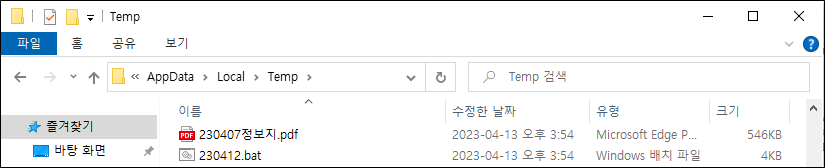 Temp
파일 홈 공유 보기
« AppData > Local > Temp >
Temp 검색
이름 수정한 날짜 유형 크기
즐겨찾기
PDF 230407정보지.pdf 2023-04-13 오후 3:54 Microsoft Edge P... 546KB
바탕 화면
230412.bat 2023-04-13 오후 3:54 Windows 배치 파일 4KB